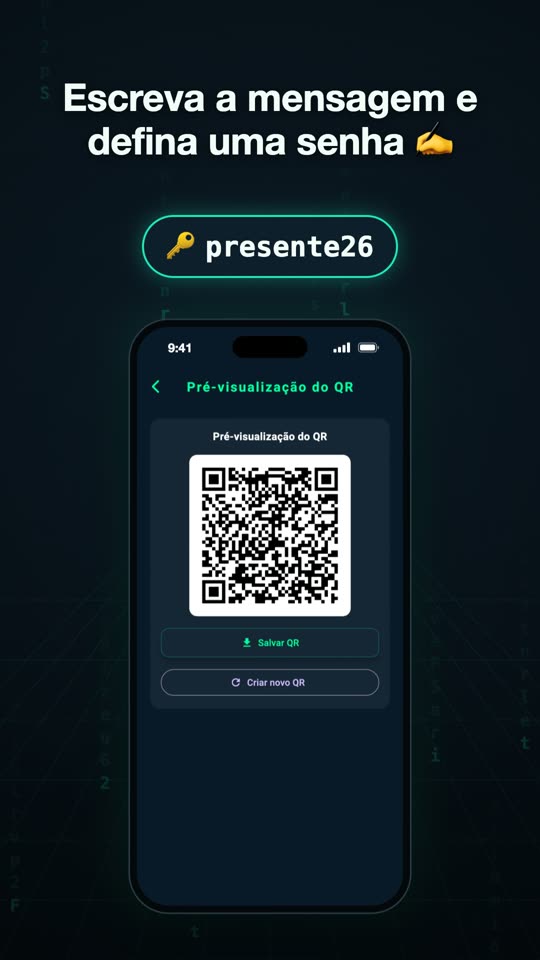 Escreva a mensagem e
defina uma senha ✍️
🔑 presente26
9:41
Pré-visualização do QR
Pré-visualização do QR
Salvar QR
Criar novo QR